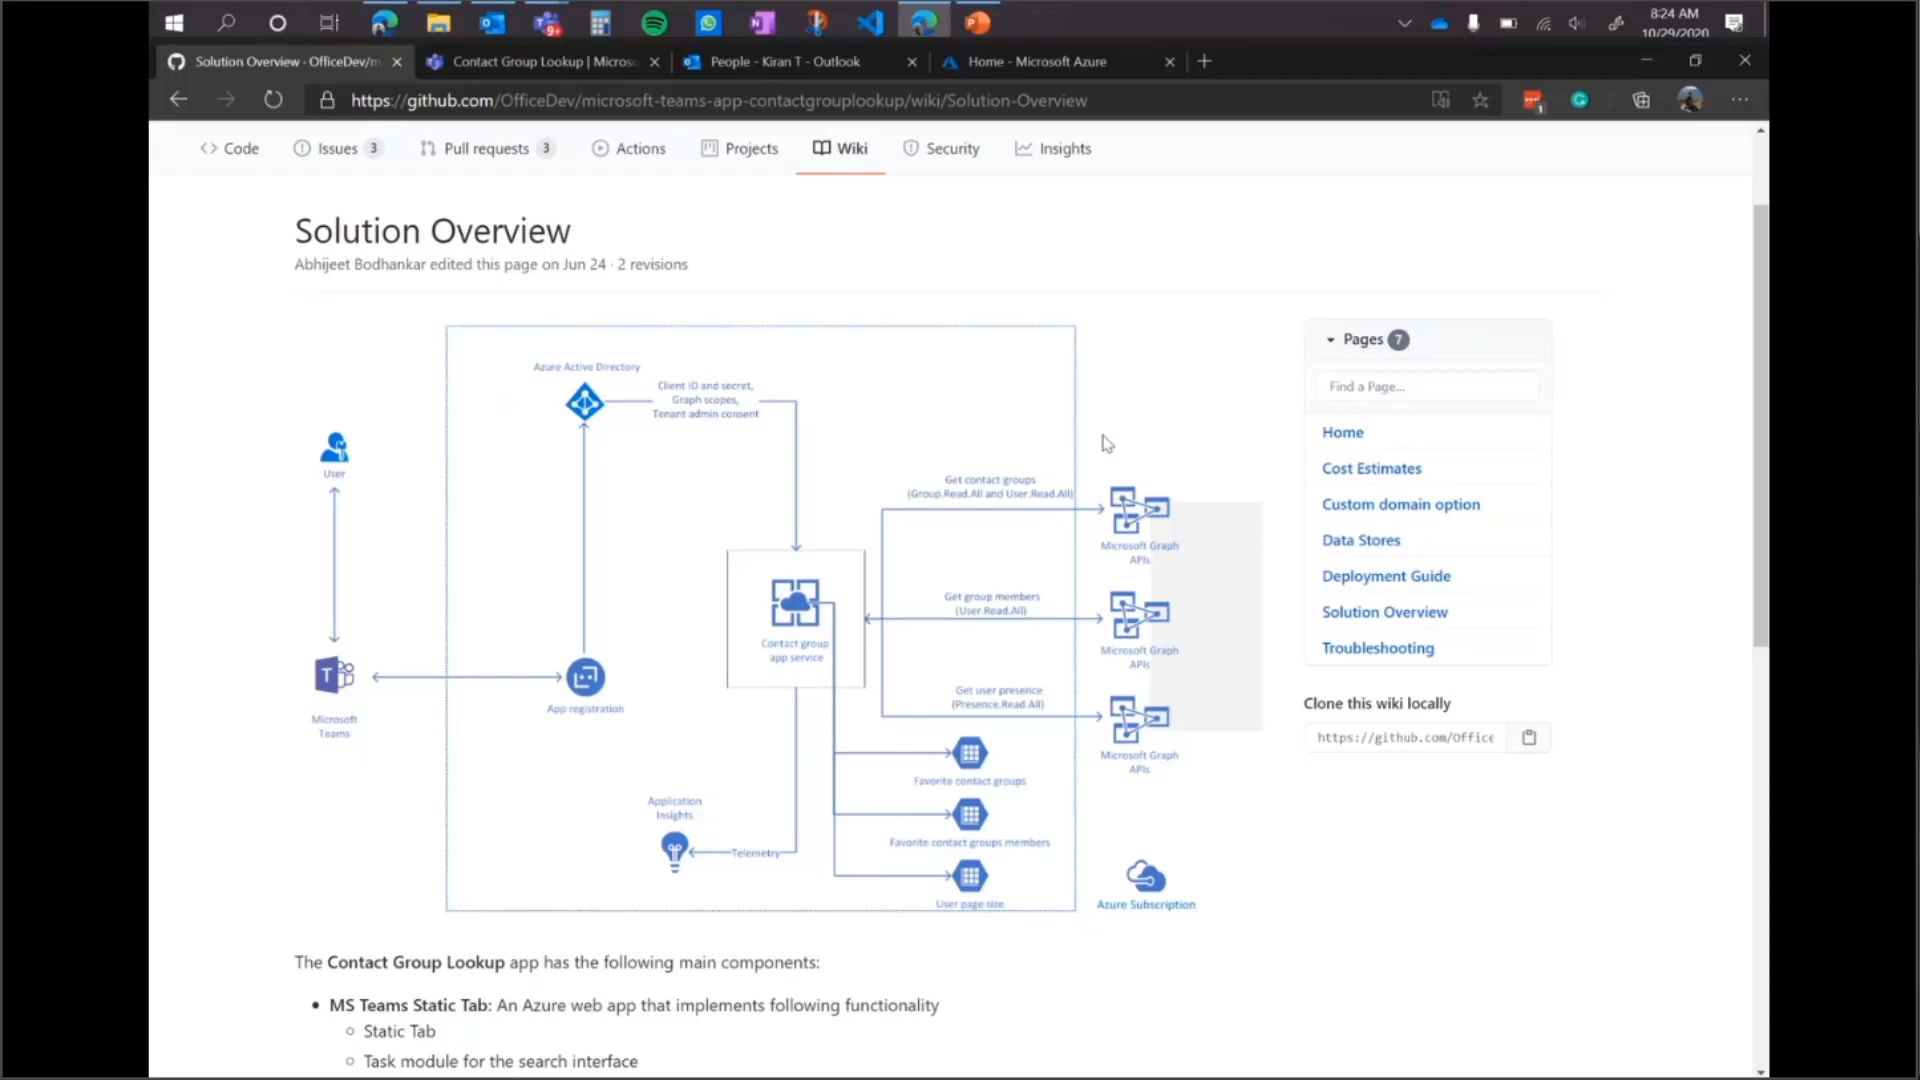 8:24 AM
10/29/2020
9+
Solution Overview · OfficeDev/m
Contact Group Lookup | Micros
People - Kiran T - Outlook
Home - Microsoft Azure
https://github.com/OfficeDev/microsoft-teams-app-contactgrouplookup/wiki/Solution-Overview
Code
Issues 3
Pull requests 3
Actions
Projects
Wiki
Security
Insights
Solution Overview
Abhijeet Bodhankar edited this page on Jun 24 · 2 revisions
Azure Active Directory
Client ID and secret,
Graph scopes,
Tenant admin consent
User
Get contact groups
(Group.Read.All and User.Read.All)
Microsoft Graph
APIs
Get group members
(User.Read.All)
Contact group
app service
Microsoft Graph
APIs
Get user presence
(Presence.Read.All)
App registration
Microsoft
Teams
Microsoft Graph
APIs
Favorite contact groups
Application
Insights
Favorite contact groups members
Telemetry
User page size
Azure Subscription
Pages 7
Find a Page...
Home
Cost Estimates
Custom domain option
Data Stores
Deployment Guide
Solution Overview
Troubleshooting
Clone this wiki locally
https://github.com/Office
The Contact Group Lookup app has the following main components:
• MS Teams Static Tab: An Azure web app that implements following functionality
○ Static Tab
○ Task module for the search interface